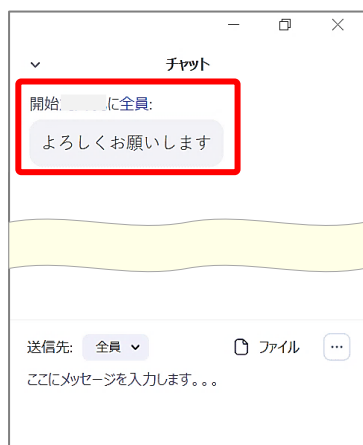 チャット
開始 に全員:
よろしくお願いします
送信先: 全員 ファイル …
ここにメッセージを入力します。。。